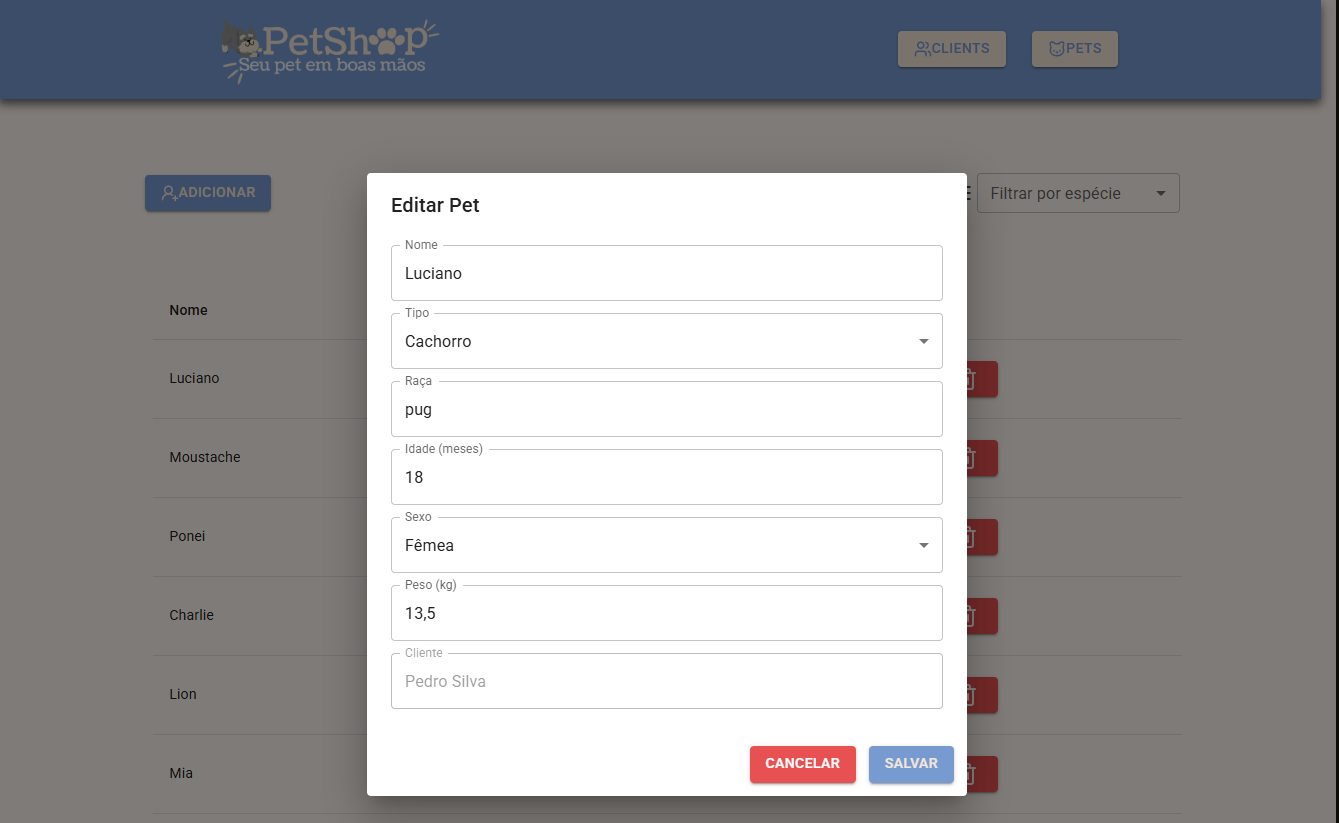 PetShop
Seu pet em boas mãos
CLIENTS
PETS
ADICIONAR
Filtrar por espécie
Editar Pet
Nome
Luciano
Tipo
Cachorro
Raça
pug
Idade (meses)
18
Sexo
Fêmea
Peso (kg)
13,5
Cliente
Pedro Silva
CANCELAR
SALVAR
Nome
Luciano
Moustache
Ponei
Charlie
Lion
Mia